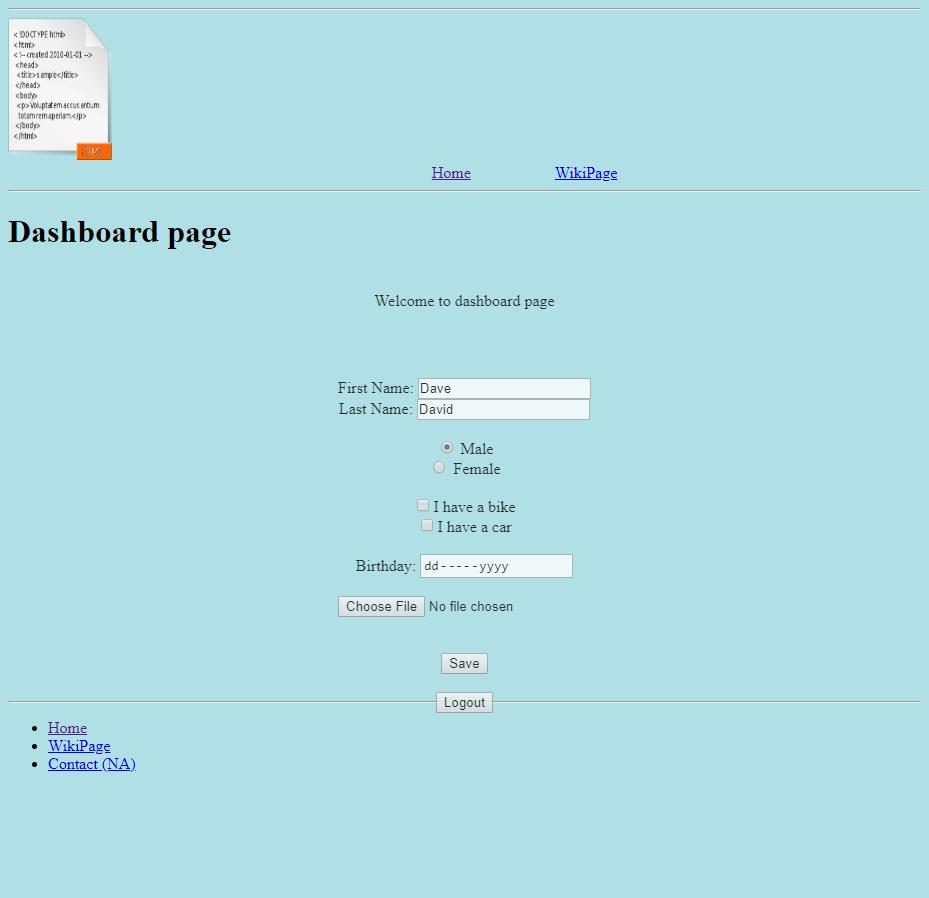 <!DOCTYPE html>
<html>
<!-- created 2010-01-01 -->
<head>
<title>sample</title>
</head>
<body>
<p>Voluptatem accusantium
totam rem aperiam.</p>
</body>
</html>
HTML
Home WikiPage
Dashboard page
Welcome to dashboard page
First Name: Dave
Last Name: David
Male
Female
I have a bike
I have a car
Birthday: dd-----yyyy
Choose File No file chosen
Save
Logout
Home
WikiPage
Contact (NA)